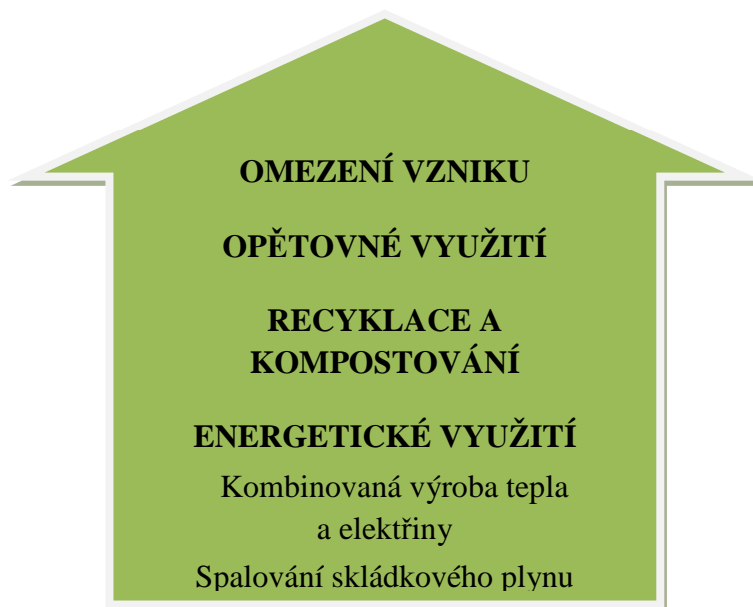 OMEZENÍ VZNIKU
OPĚTOVNÉ VYUŽITÍ
RECYKLACE A
KOMPOSTOVÁNÍ
ENERGETICKÉ VYUŽITÍ
Kombinovaná výroba tepla
a elektřiny
Spalování skládkového plynu